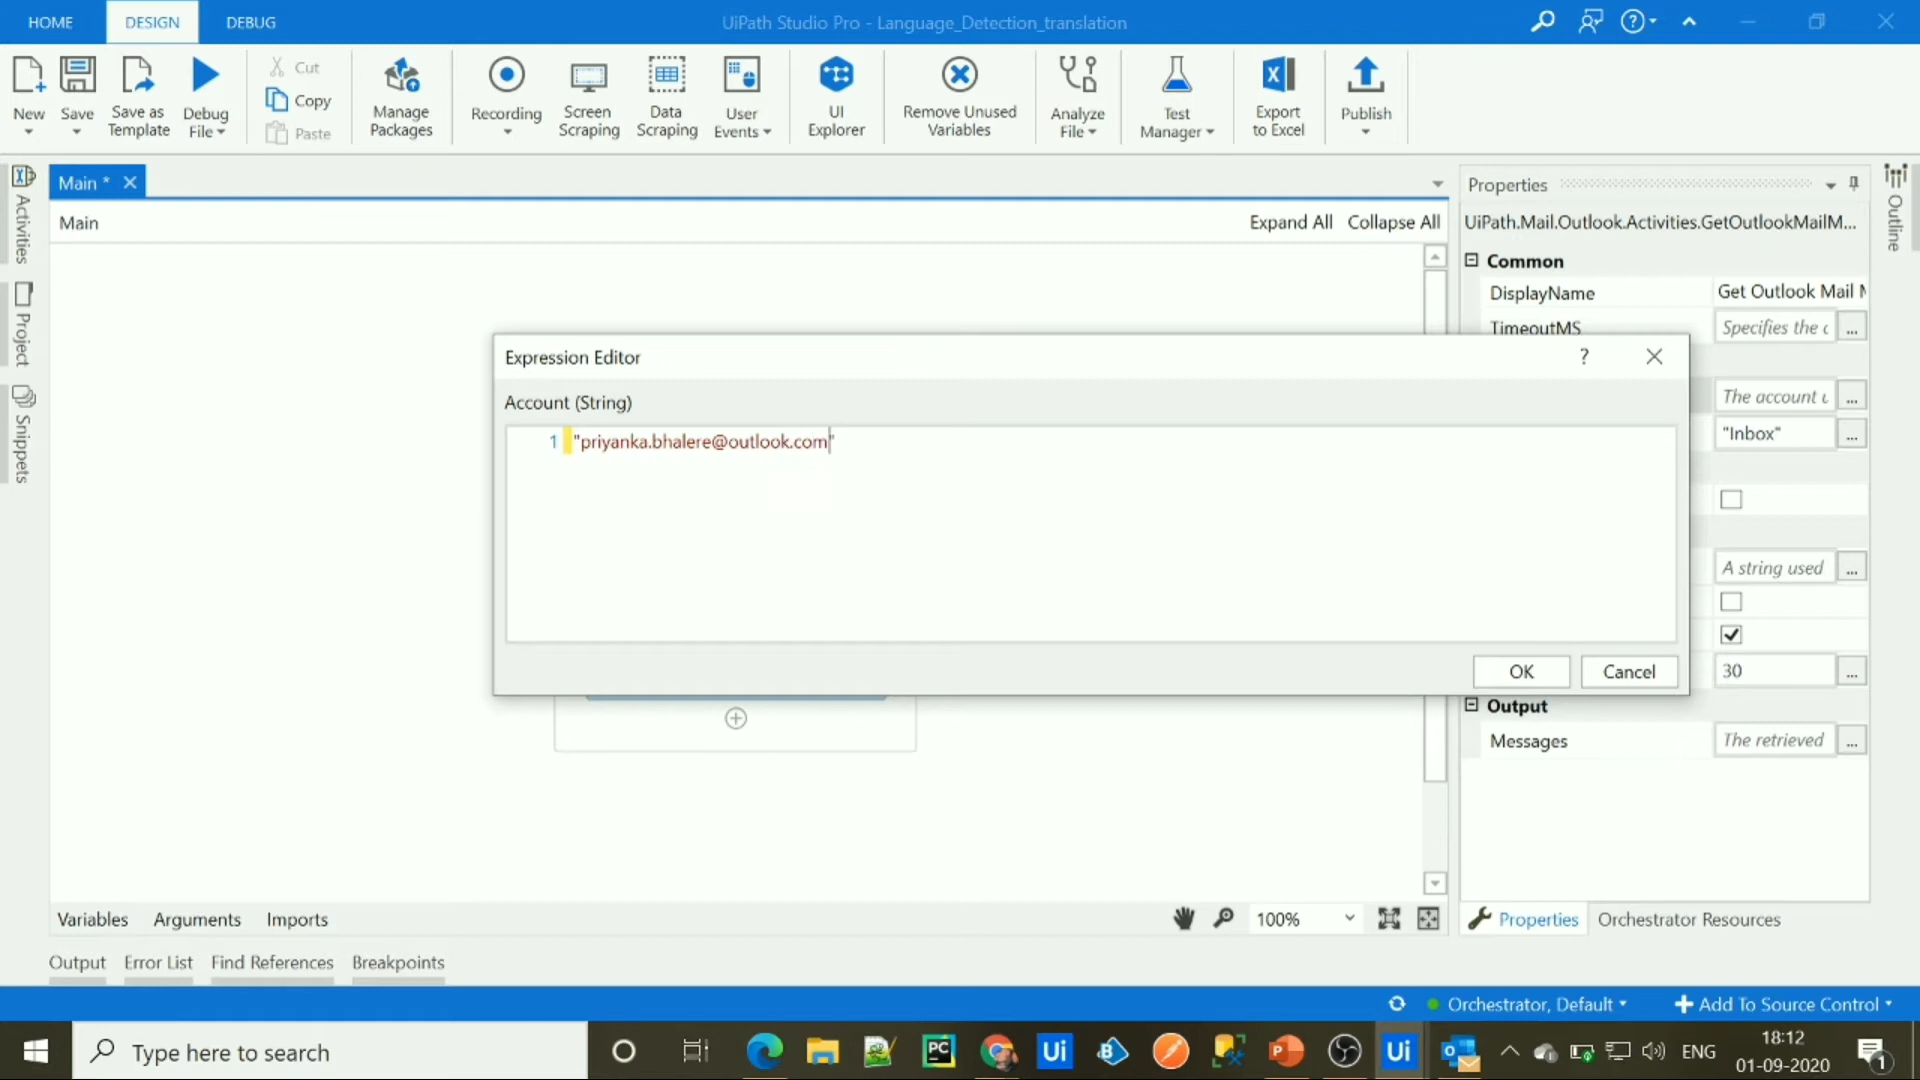 HOME DESIGN DEBUG UiPath Studio Pro - Language_Detection_translation
New Save Save as Template Debug File Cut Copy Paste Manage Packages Recording Screen Scraping Data Scraping User Events UI Explorer Remove Unused Variables Analyze File Test Manager Export to Excel Publish
Activities
Project
Snippets
Main *
Main Expand All Collapse All
Properties
Outline
UiPath.Mail.Outlook.Activities.GetOutlookMailM...
Common
DisplayName Get Outlook Mail M
TimeoutMS Specifies the c ...
Expression Editor ?
Account (String)
1 "priyanka.bhalere@outlook.com"
OK Cancel
The account u ...
"Inbox" ...
A string used ...
30 ...
Output
Messages The retrieved ...
Variables Arguments Imports 100%
Properties Orchestrator Resources
Output Error List Find References Breakpoints
Orchestrator, Default Add To Source Control
Type here to search
PC Ui B Ui ENG
18:12
01-09-2020
1